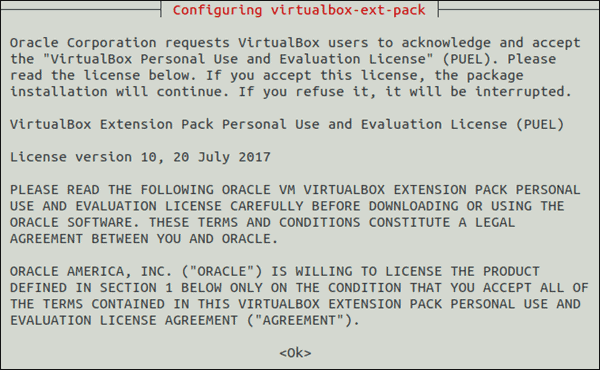 Configuring virtualbox-ext-pack
Oracle Corporation requests VirtualBox users to acknowledge and accept
the "VirtualBox Personal Use and Evaluation License" (PUEL). Please
read the license below. If you accept this license, the package
installation will continue. If you refuse it, it will be interrupted.
VirtualBox Extension Pack Personal Use and Evaluation License (PUEL)
License version 10, 20 July 2017
PLEASE READ THE FOLLOWING ORACLE VM VIRTUALBOX EXTENSION PACK PERSONAL
USE AND EVALUATION LICENSE CAREFULLY BEFORE DOWNLOADING OR USING THE
ORACLE SOFTWARE. THESE TERMS AND CONDITIONS CONSTITUTE A LEGAL
AGREEMENT BETWEEN YOU AND ORACLE.
ORACLE AMERICA, INC. ("ORACLE") IS WILLING TO LICENSE THE PRODUCT
DEFINED IN SECTION 1 BELOW ONLY ON THE CONDITION THAT YOU ACCEPT ALL OF
THE TERMS CONTAINED IN THIS VIRTUALBOX EXTENSION PACK PERSONAL USE AND
EVALUATION LICENSE AGREEMENT ("AGREEMENT").
<Ok>